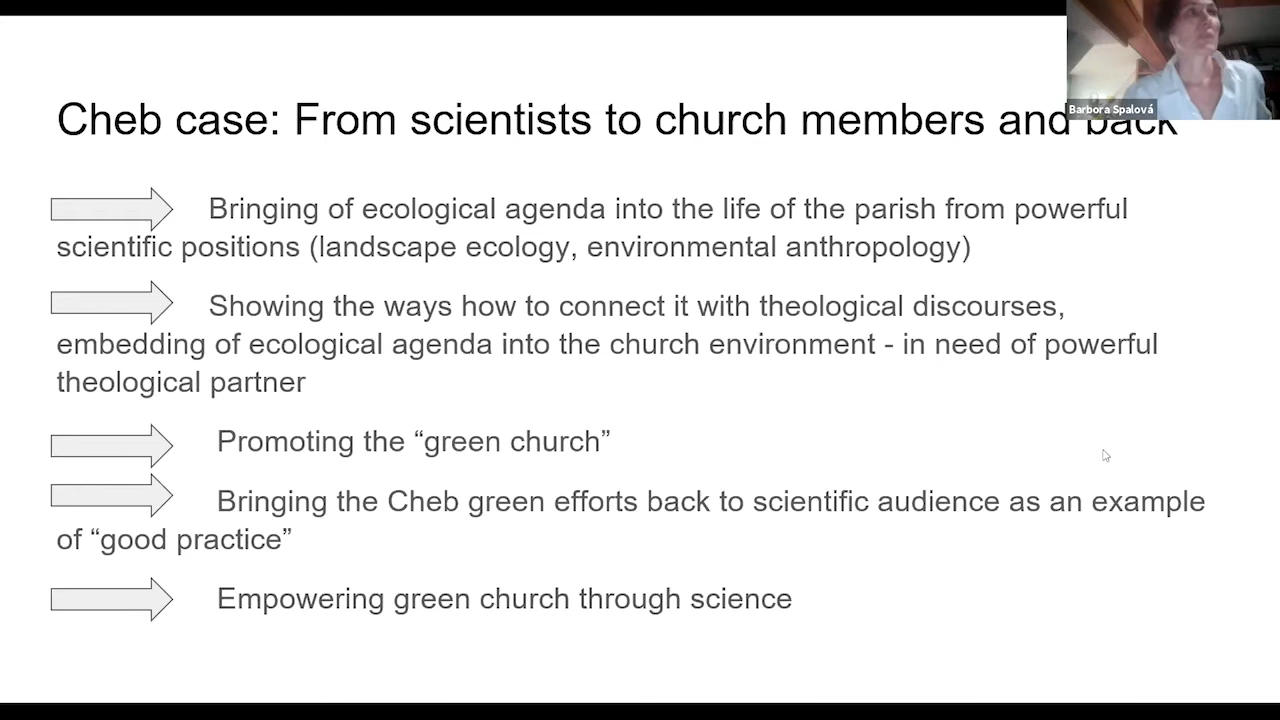 Barbora Spalová
Cheb case: From scientists to church members and back
Bringing of ecological agenda into the life of the parish from powerful
scientific positions (landscape ecology, environmental anthropology)
Showing the ways how to connect it with theological discourses,
embedding of ecological agenda into the church environment - in need of powerful
theological partner
Promoting the “green church”
Bringing the Cheb green efforts back to scientific audience as an example
of “good practice”
Empowering green church through science